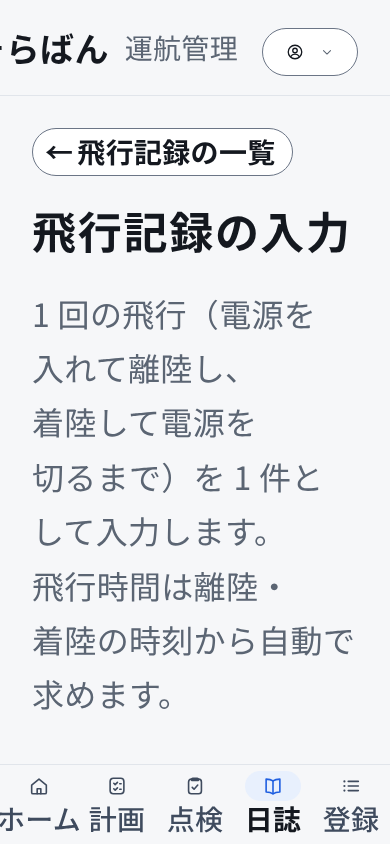 らばん 運航管理
← 飛行記録の一覧
飛行記録の入力
1 回の飛行（電源を
入れて離陸し、
着陸して電源を
切るまで）を 1 件と
して入力します。
飛行時間は離陸・
着陸の時刻から自動で
求めます。
ホーム 計画 点検 日誌 登録